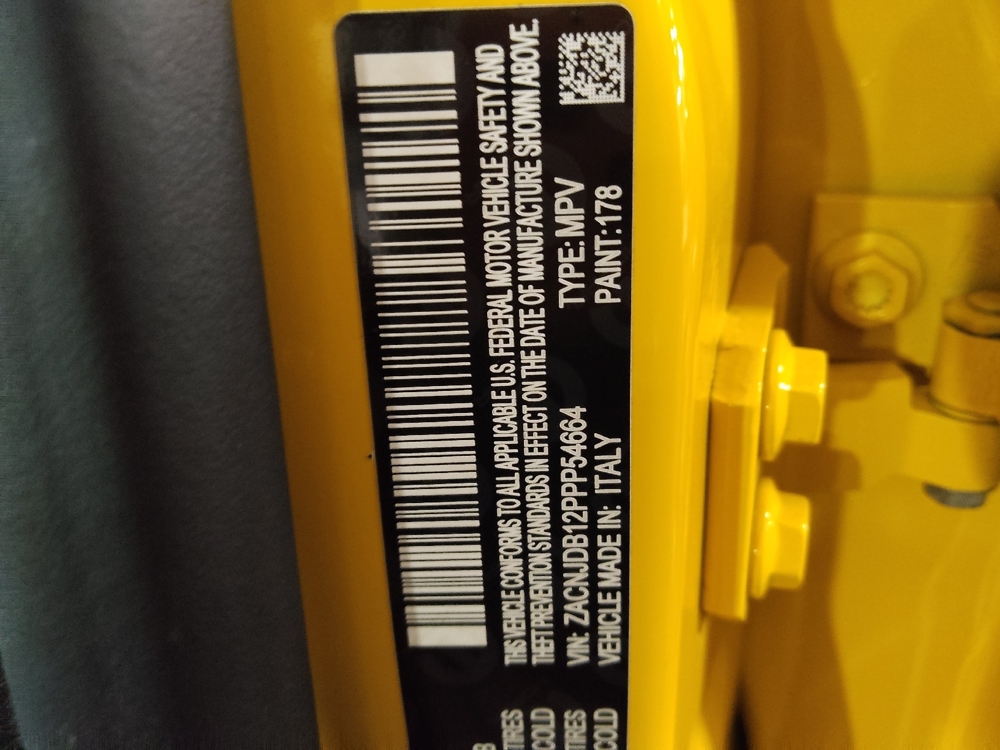 THIS VEHICLE CONFORMS TO ALL APPLICABLE U.S. FEDERAL MOTOR VEHICLE SAFETY AND
THEFT PREVENTION STANDARDS IN EFFECT ON THE DATE OF MANUFACTURE SHOWN ABOVE.
VIN: ZACNJDB12PPP54664 TYPE: MPV
VEHICLE MADE IN: ITALY PAINT:178
B
TIRES
COLD
TIRES
COLD